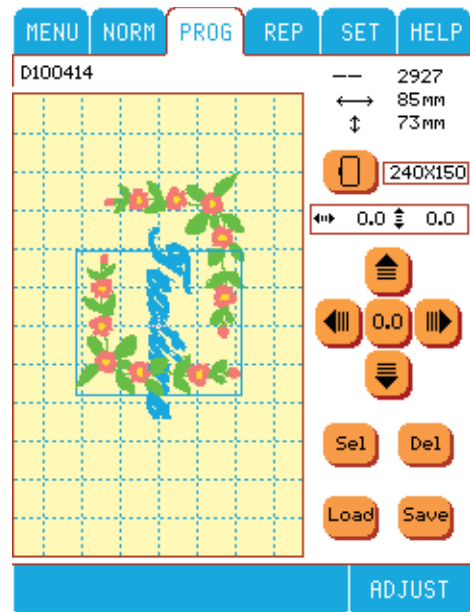 MENU NORM PROG REP SET HELP
D100414
2927
85mm
73mm
240X150
0.0 0.0
0.0
Sel Del
Load Save
ADJUST